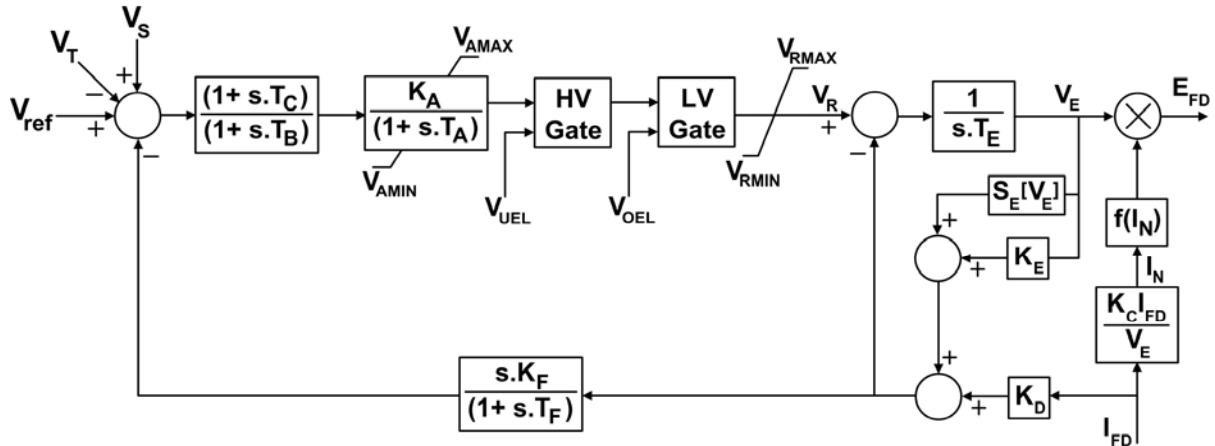 V_S
V_T
V_ref
+
−
+
−
(1+ s.T_C)
(1+ s.T_B)
K_A
(1+ s.T_A)
V_AMAX
V_AMIN
HV
Gate
V_UEL
LV
Gate
V_OEL
V_RMAX
V_RMIN
V_R
+
−
1
s.T_E
V_E
E_FD
S_E[V_E]
+
K_E
+
f(I_N)
I_N
K_C I_FD
V_E
+
K_D
+
I_FD
s.K_F
(1+ s.T_F)